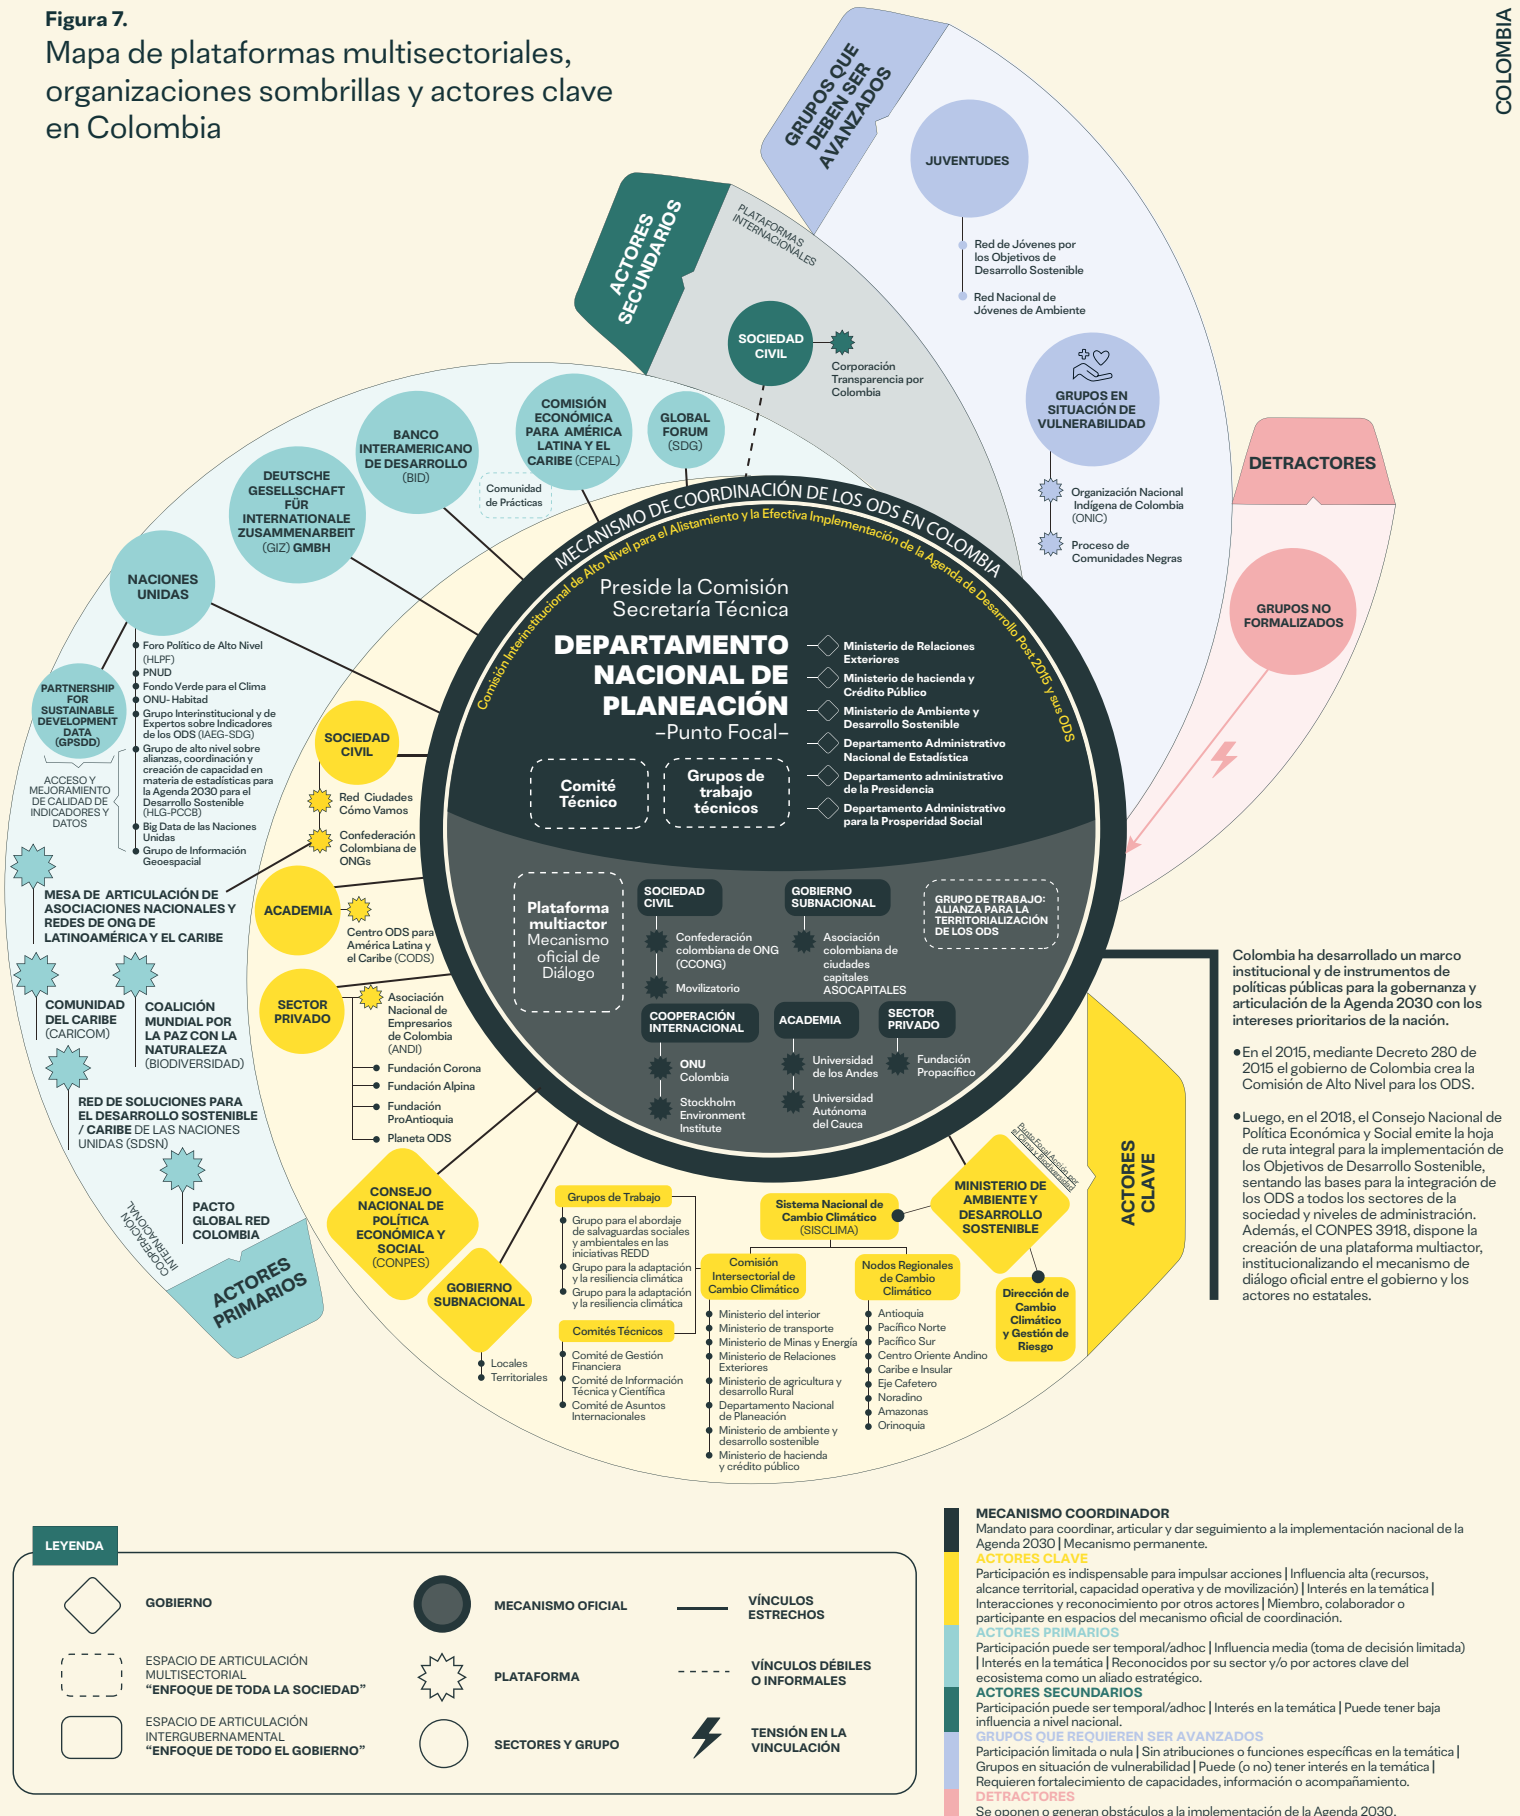 Figura 7.
Mapa de plataformas multisectoriales,
organizaciones sombrillas y actores clave
en Colombia
COLOMBIA
GRUPOS QUE
DEBEN SER
AVANZADOS
JUVENTUDES
Red de Jóvenes por
los Objetivos de
Desarrollo Sostenible
Red Nacional de
Jóvenes de Ambiente
GRUPOS EN
SITUACIÓN DE
VULNERABILIDAD
Organización Nacional
Indígena de Colombia
(ONIC)
Proceso de
Comunidades Negras
DETRACTORES
GRUPOS NO
FORMALIZADOS
ACTORES
SECUNDARIOS
PLATAFORMAS
INTERNACIONALES
SOCIEDAD
CIVIL
Corporación
Transparencia por
Colombia
COMISIÓN
ECONÓMICA
PARA AMÉRICA
LATINA Y EL
CARIBE (CEPAL)
GLOBAL
FORUM
(SDG)
BANCO
INTERAMERICANO
DE DESARROLLO
(BID)
Comunidad
de Prácticas
DEUTSCHE
GESELLSCHAFT
FÜR
INTERNATIONALE
ZUSAMMENARBEIT
(GIZ) GMBH
NACIONES
UNIDAS
Foro Político de Alto Nivel
(HLPF)
PNUD
Fondo Verde para el Clima
ONU- Habitad
Grupo Interinstitucional y de
Expertos sobre Indicadores
de los ODS (IAEG-SDG)
Grupo de alto nivel sobre
alianzas, coordinación y
creación de capacidad en
materia de estadísticas para
la Agenda 2030 para el
Desarrollo Sostenible
(HLG-PCCB)
Big Data de las Naciones
Unidas
Grupo de Información
Geoespacial
PARTNERSHIP
FOR
SUSTAINABLE
DEVELOPMENT
DATA
(GPSDD)
ACCESO Y
MEJORAMIENTO
DE CALIDAD DE
INDICADORES Y
DATOS
MESA DE ARTICULACIÓN DE
ASOCIACIONES NACIONALES Y
REDES DE ONG DE
LATINOAMÉRICA Y EL CARIBE
COMUNIDAD
DEL CARIBE
(CARICOM)
COALICIÓN
MUNDIAL POR
LA PAZ CON LA
NATURALEZA
(BIODIVERSIDAD)
RED DE SOLUCIONES PARA
EL DESARROLLO SOSTENIBLE
/ CARIBE DE LAS NACIONES
UNIDAS (SDSN)
PACTO
GLOBAL RED
COLOMBIA
COOPERACIÓN
INTERNACIONAL
ACTORES
PRIMARIOS
SOCIEDAD
CIVIL
Red Ciudades
Cómo Vamos
Confederación
Colombiana de
ONGs
ACADEMIA
Centro ODS para
América Latina y
el Caribe (CODS)
SECTOR
PRIVADO
Asociación
Nacional de
Empresarios
de Colombia
(ANDI)
Fundación Corona
Fundación Alpina
Fundación
ProAntioquia
Planeta ODS
MECANISMO DE COORDINACIÓN DE LOS ODS EN COLOMBIA
Comisión Interinstitucional de Alto Nivel para el Alistamiento y la Efectiva Implementación de la Agenda de Desarrollo Post 2015 y sus ODS
Preside la Comisión
Secretaría Técnica
DEPARTAMENTO
NACIONAL DE
PLANEACIÓN
–Punto Focal–
Ministerio de Relaciones
Exteriores
Ministerio de hacienda y
Crédito Público
Ministerio de Ambiente y
Desarrollo Sostenible
Departamento Administrativo
Nacional de Estadística
Departamento administrativo
de la Presidencia
Departamento Administrativo
para la Prosperidad Social
Comité
Técnico
Grupos de
trabajo
técnicos
Plataforma
multiactor
Mecanismo
oficial de
Diálogo
SOCIEDAD
CIVIL
Confederación
colombiana de ONG
(CCONG)
Movilizatorio
GOBIERNO
SUBNACIONAL
Asociación
colombiana de
ciudades
capitales
ASOCAPITALES
GRUPO DE TRABAJO:
ALIANZA PARA LA
TERRITORIALIZACIÓN
DE LOS ODS
COOPERACIÓN
INTERNACIONAL
ONU
Colombia
Stockholm
Environment
Institute
ACADEMIA
Universidad
de los Andes
Universidad
Autónoma
del Cauca
SECTOR
PRIVADO
Fundación
Propacífico
CONSEJO
NACIONAL DE
POLÍTICA
ECONÓMICA Y
SOCIAL
(CONPES)
GOBIERNO
SUBNACIONAL
Locales
Territoriales
Grupos de Trabajo
Grupo para el abordaje
de salvaguardas sociales
y ambientales en las
iniciativas REDD
Grupo para la adaptación
y la resiliencia climática
Grupo para la adaptación
y la resiliencia climática
Comités Técnicos
Comité de Gestión
Financiera
Comité de Información
Técnica y Científica
Comité de Asuntos
Internacionales
Sistema Nacional de
Cambio Climático
(SISCLIMA)
Comisión
Intersectorial de
Cambio Climático
Ministerio del interior
Ministerio de transporte
Ministerio de Minas y Energía
Ministerio de Relaciones
Exteriores
Ministerio de agricultura y
desarrollo Rural
Departamento Nacional
de Planeación
Ministerio de ambiente y
desarrollo sostenible
Ministerio de hacienda
y crédito público
Nodos Regionales
de Cambio
Climático
Antioquia
Pacífico Norte
Pacífico Sur
Centro Oriente Andino
Caribe e Insular
Eje Cafetero
Noradino
Amazonas
Orinoquia
Punto Focal Acción por
el Clima y Biodiversidad
MINISTERIO DE
AMBIENTE Y
DESARROLLO
SOSTENIBLE
Dirección de
Cambio
Climático
y Gestión de
Riesgo
ACTORES
CLAVE
Colombia ha desarrollado un marco
institucional y de instrumentos de
políticas públicas para la gobernanza y
articulación de la Agenda 2030 con los
intereses prioritarios de la nación.
● En el 2015, mediante Decreto 280 de
2015 el gobierno de Colombia crea la
Comisión de Alto Nivel para los ODS.
● Luego, en el 2018, el Consejo Nacional de
Política Económica y Social emite la hoja
de ruta integral para la implementación de
los Objetivos de Desarrollo Sostenible,
sentando las bases para la integración de
los ODS a todos los sectores de la
sociedad y niveles de administración.
Además, el CONPES 3918, dispone la
creación de una plataforma multiactor,
institucionalizando el mecanismo de
diálogo oficial entre el gobierno y los
actores no estatales.
LEYENDA
GOBIERNO
ESPACIO DE ARTICULACIÓN
MULTISECTORIAL
“ENFOQUE DE TODA LA SOCIEDAD”
ESPACIO DE ARTICULACIÓN
INTERGUBERNAMENTAL
“ENFOQUE DE TODO EL GOBIERNO”
MECANISMO OFICIAL
PLATAFORMA
SECTORES Y GRUPO
VÍNCULOS
ESTRECHOS
VÍNCULOS DÉBILES
O INFORMALES
TENSIÓN EN LA
VINCULACIÓN
MECANISMO COORDINADOR
Mandato para coordinar, articular y dar seguimiento a la implementación nacional de la
Agenda 2030 | Mecanismo permanente.
ACTORES CLAVE
Participación es indispensable para impulsar acciones | Influencia alta (recursos,
alcance territorial, capacidad operativa y de movilización) | Interés en la temática |
Interacciones y reconocimiento por otros actores | Miembro, colaborador o
participante en espacios del mecanismo oficial de coordinación.
ACTORES PRIMARIOS
Participación puede ser temporal/adhoc | Influencia media (toma de decisión limitada)
| Interés en la temática | Reconocidos por su sector y/o por actores clave del
ecosistema como un aliado estratégico.
ACTORES SECUNDARIOS
Participación puede ser temporal/adhoc | Interés en la temática | Puede tener baja
influencia a nivel nacional.
GRUPOS QUE REQUIEREN SER AVANZADOS
Participación limitada o nula | Sin atribuciones o funciones específicas en la temática |
Grupos en situación de vulnerabilidad | Puede (o no) tener interés en la temática |
Requieren fortalecimiento de capacidades, información o acompañamiento.
DETRACTORES
Se oponen o generan obstáculos a la implementación de la Agenda 2030.